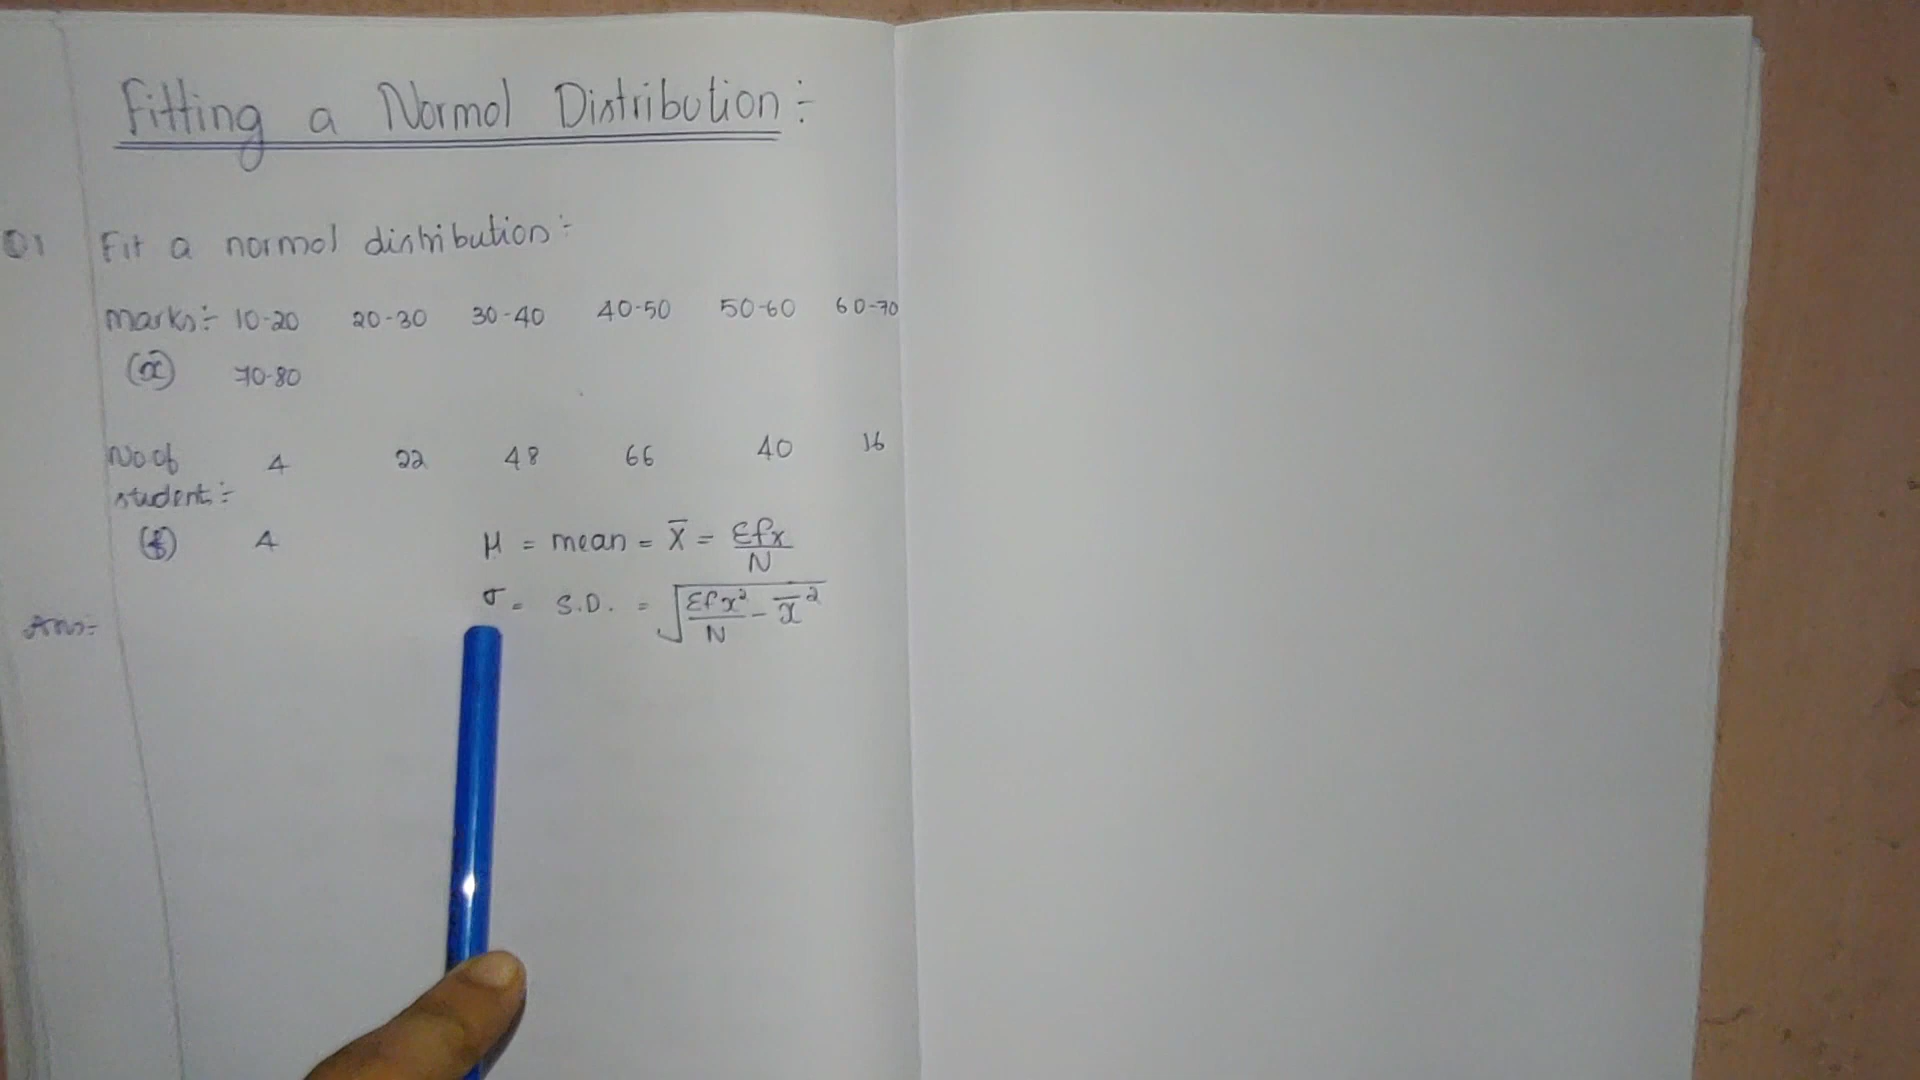 Fitting a Normal Distribution :-
Q1 Fit a normal distribution :-
marks :- 10-20 20-30 30-40 40-50 50-60 60-70
(x) 70-80
No of 4 22 48 66 40 16
student :-
(f) 4 μ = mean = X̄ = Σfx / N
σ = S.D. = √(Σfx² / N - x̄²)
Ans :-